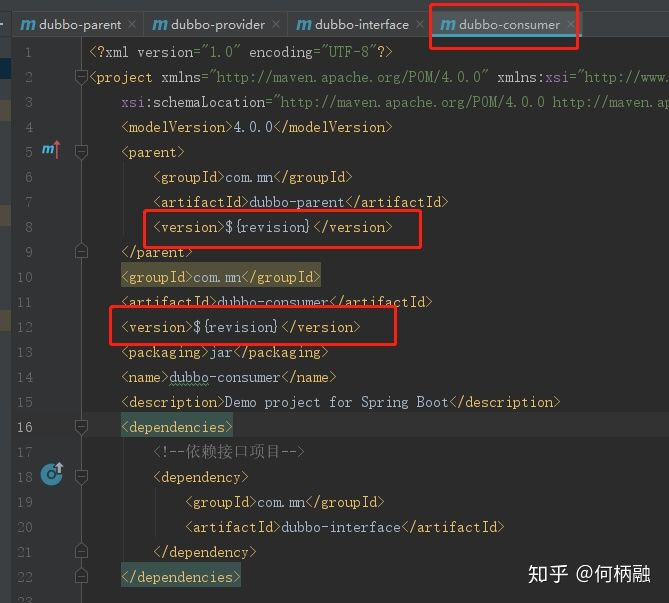 dubbo-parent dubbo-provider dubbo-interface dubbo-consumer
1 <?xml version="1.0" encoding="UTF-8"?>
2 <project xmlns="http://maven.apache.org/POM/4.0.0" xmlns:xsi="http://www.
3 xsi:schemaLocation="http://maven.apache.org/POM/4.0.0 http://maven.ap
4 <modelVersion>4.0.0</modelVersion>
5 <parent>
6 <groupId>com.mn</groupId>
7 <artifactId>dubbo-parent</artifactId>
8 <version>${revision}</version>
9 </parent>
10 <groupId>com.mn</groupId>
11 <artifactId>dubbo-consumer</artifactId>
12 <version>${revision}</version>
13 <packaging>jar</packaging>
14 <name>dubbo-consumer</name>
15 <description>Demo project for Spring Boot</description>
16 <dependencies>
17 <!--依赖接口项目-->
18 <dependency>
19 <groupId>com.mn</groupId>
20 <artifactId>dubbo-interface</artifactId>
21 </dependency>
22 </dependencies>
知乎 @何柄融